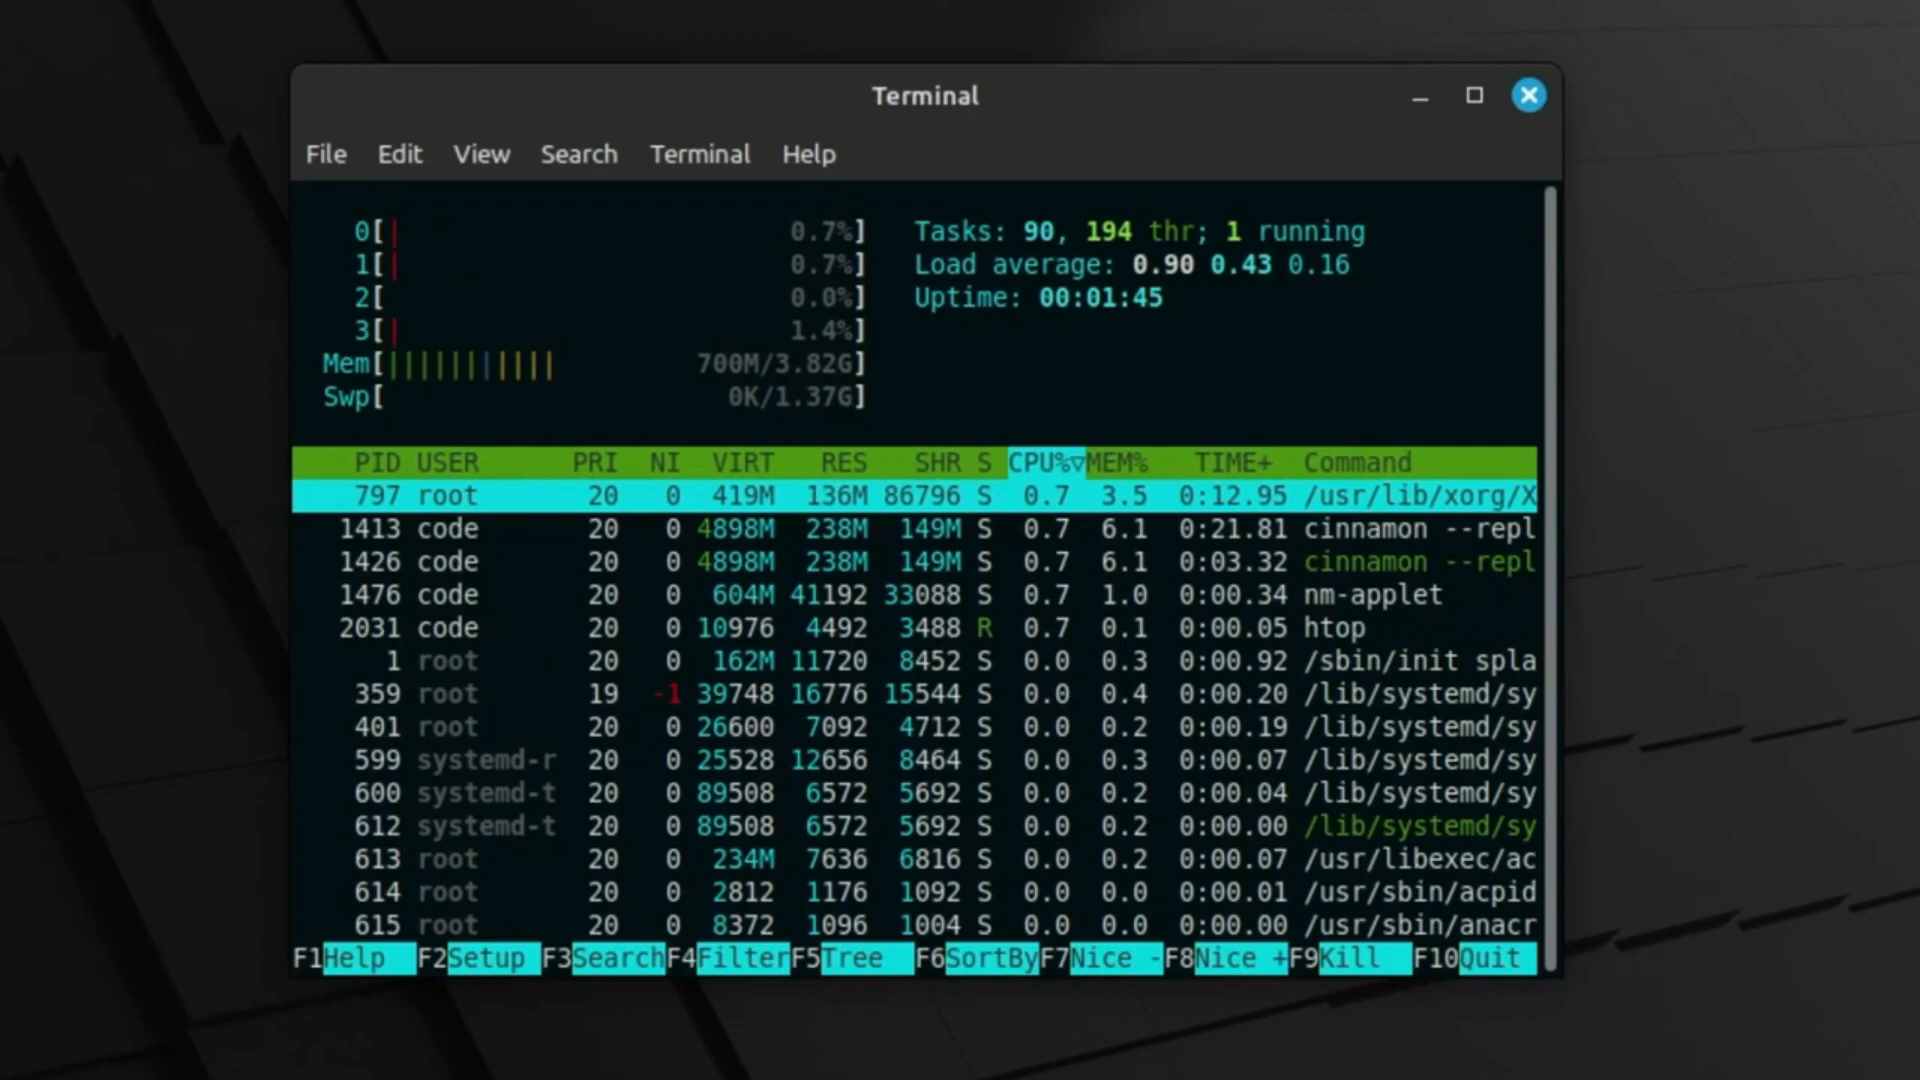 Terminal
File Edit View Search Terminal Help
0[| 0.7%] Tasks: 90, 194 thr; 1 running
1[| 0.7%] Load average: 0.90 0.43 0.16
2[ 0.0%] Uptime: 00:01:45
3[| 1.4%]
Mem[||||||||||| 700M/3.82G]
Swp[ 0K/1.37G]
PID USER PRI NI VIRT RES SHR S CPU%▽MEM% TIME+ Command
797 root 20 0 419M 136M 86796 S 0.7 3.5 0:12.95 /usr/lib/xorg/X
1413 code 20 0 4898M 238M 149M S 0.7 6.1 0:21.81 cinnamon --repl
1426 code 20 0 4898M 238M 149M S 0.7 6.1 0:03.32 cinnamon --repl
1476 code 20 0 604M 41192 33088 S 0.7 1.0 0:00.34 nm-applet
2031 code 20 0 10976 4492 3488 R 0.7 0.1 0:00.05 htop
1 root 20 0 162M 11720 8452 S 0.0 0.3 0:00.92 /sbin/init spla
359 root 19 -1 39748 16776 15544 S 0.0 0.4 0:00.20 /lib/systemd/sy
401 root 20 0 26600 7092 4712 S 0.0 0.2 0:00.19 /lib/systemd/sy
599 systemd-r 20 0 25528 12656 8464 S 0.0 0.3 0:00.07 /lib/systemd/sy
600 systemd-t 20 0 89508 6572 5692 S 0.0 0.2 0:00.04 /lib/systemd/sy
612 systemd-t 20 0 89508 6572 5692 S 0.0 0.2 0:00.00 /lib/systemd/sy
613 root 20 0 234M 7636 6816 S 0.0 0.2 0:00.07 /usr/libexec/ac
614 root 20 0 2812 1176 1092 S 0.0 0.0 0:00.01 /usr/sbin/acpid
615 root 20 0 8372 1096 1004 S 0.0 0.0 0:00.00 /usr/sbin/anacr
F1Help F2Setup F3SearchF4FilterF5Tree F6SortByF7Nice -F8Nice +F9Kill F10Quit